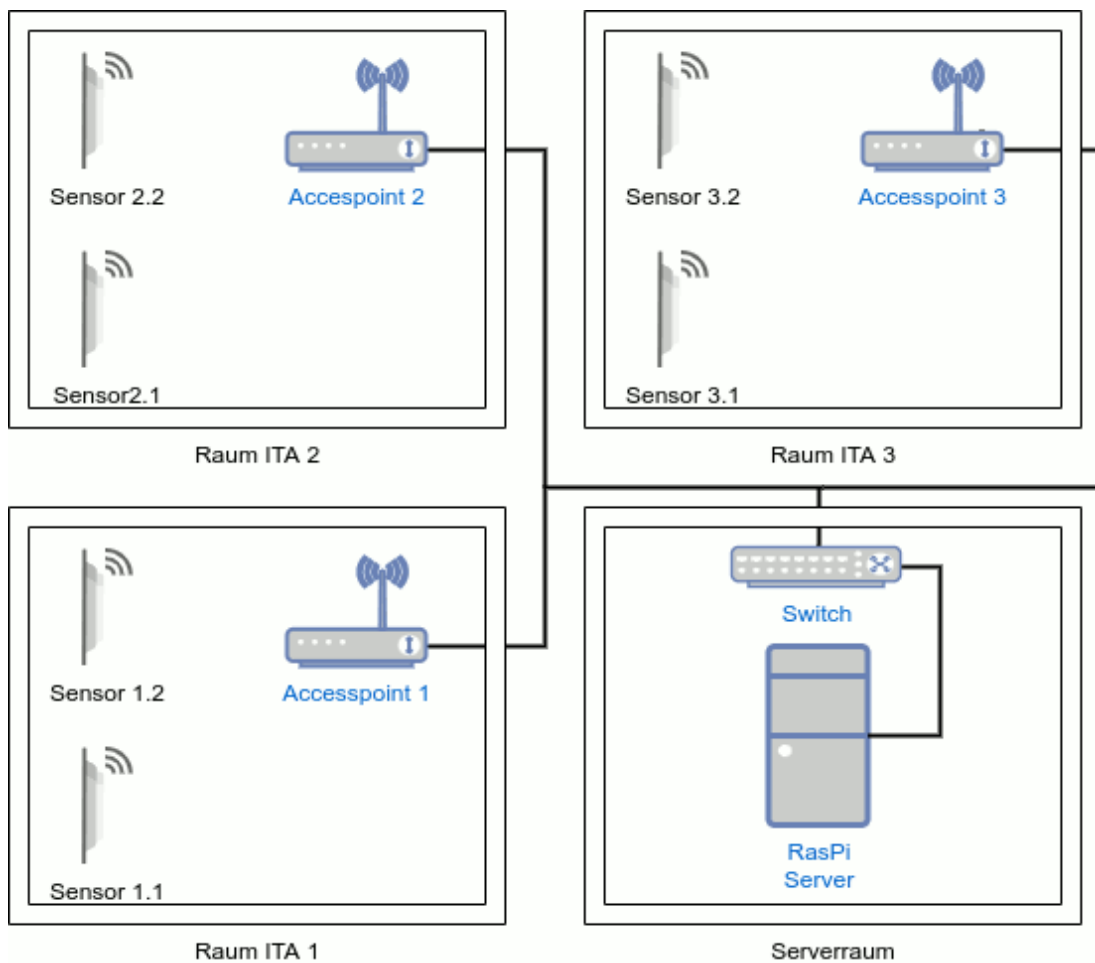 Sensor 2.2
Accespoint 2
Sensor2.1
Raum ITA 2
Sensor 3.2
Accesspoint 3
Sensor 3.1
Raum ITA 3
Sensor 1.2
Accesspoint 1
Sensor 1.1
Raum ITA 1
Switch
RasPi
Server
Serverraum